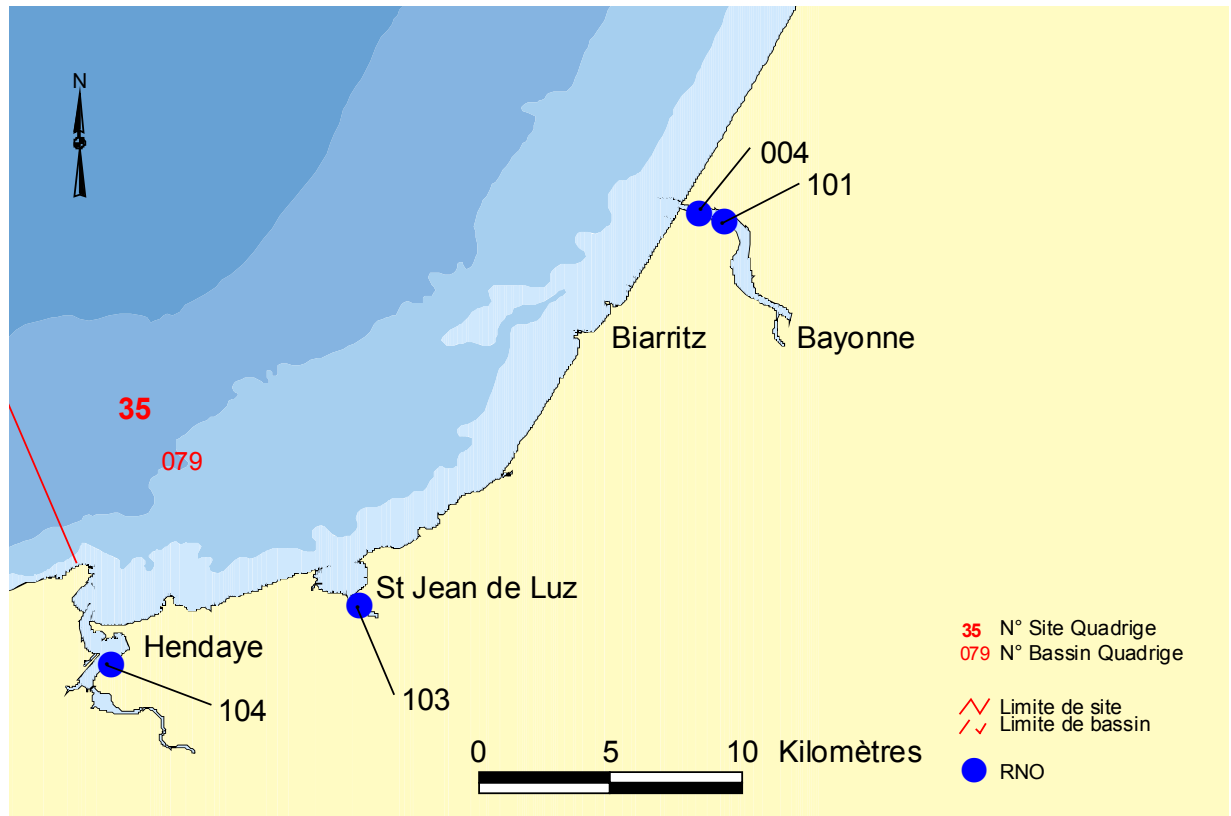 N
004
101
Biarritz
Bayonne
35
079
St Jean de Luz
Hendaye
103
104
0 5 10 Kilomètres
35 N° Site Quadrige
079 N° Bassin Quadrige
Limite de site
Limite de bassin
RNO